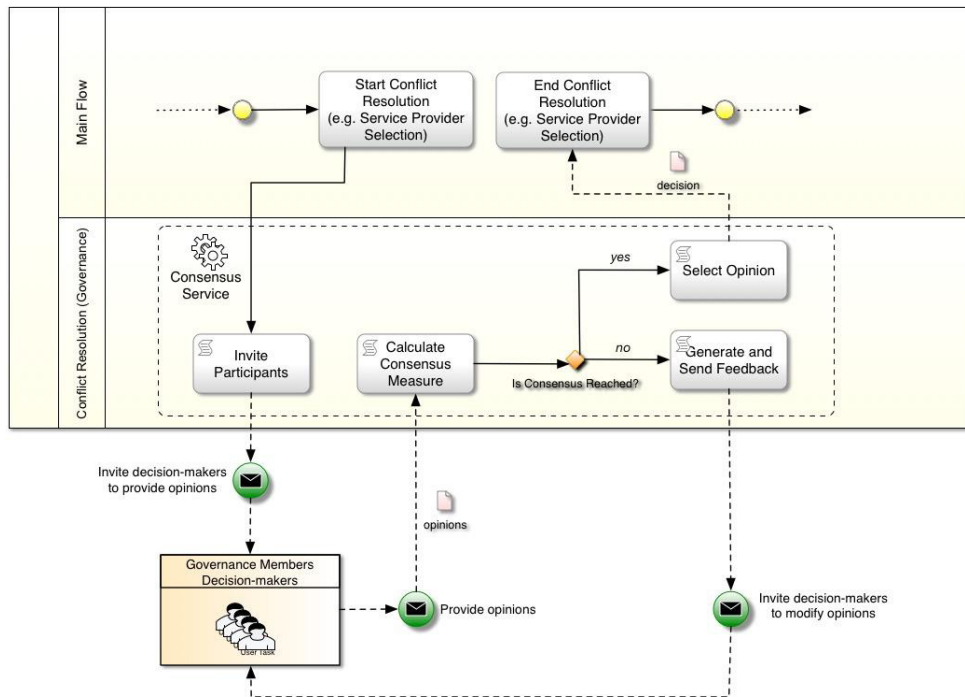 Main Flow
Start Conflict
Resolution
(e.g. Service Provider
Selection)
End Conflict
Resolution
(e.g. Service Provider
Selection)
decision
Conflict Resolution (Governance)
Consensus
Service
Invite
Participants
Calculate
Consensus
Measure
Is Consensus Reached?
yes
Select Opinion
no
Generate and
Send Feedback
Invite decision-makers
to provide opinions
opinions
Governance Members
Decision-makers
User Task
Provide opinions
Invite decision-makers
to modify opinions